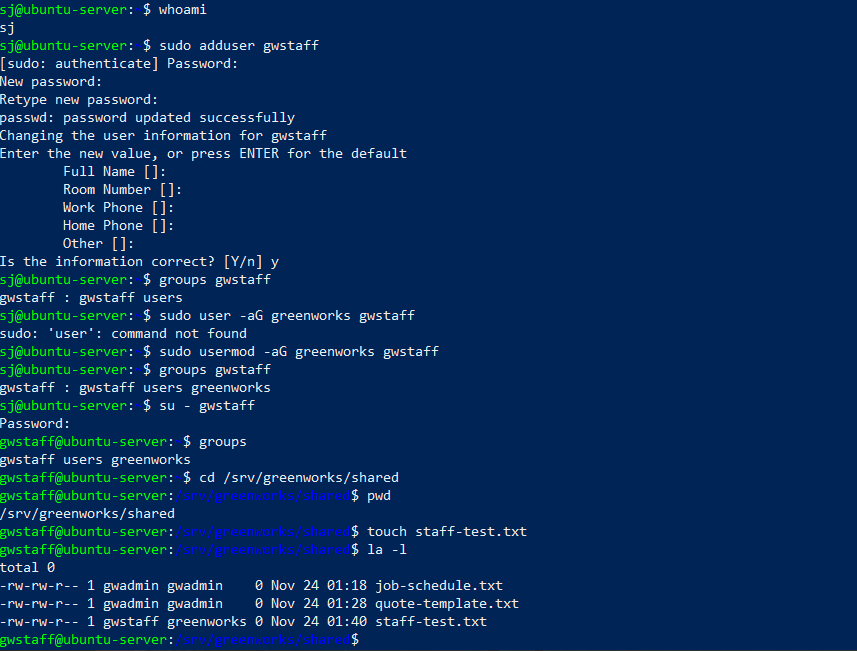 sj@ubuntu-server:~$ whoami
sj
sj@ubuntu-server:~$ sudo adduser gwstaff
[sudo: authenticate] Password:
New password:
Retype new password:
passwd: password updated successfully
Changing the user information for gwstaff
Enter the new value, or press ENTER for the default
Full Name []:
Room Number []:
Work Phone []:
Home Phone []:
Other []:
Is the information correct? [Y/n] y
sj@ubuntu-server:~$ groups gwstaff
gwstaff : gwstaff users
sj@ubuntu-server:~$ sudo user -aG greenworks gwstaff
sudo: 'user': command not found
sj@ubuntu-server:~$ sudo usermod -aG greenworks gwstaff
sj@ubuntu-server:~$ groups gwstaff
gwstaff : gwstaff users greenworks
sj@ubuntu-server:~$ su - gwstaff
Password:
gwstaff@ubuntu-server:~$ groups
gwstaff users greenworks
gwstaff@ubuntu-server:~$ cd /srv/greenworks/shared
gwstaff@ubuntu-server:/srv/greenworks/shared$ pwd
/srv/greenworks/shared
gwstaff@ubuntu-server:/srv/greenworks/shared$ touch staff-test.txt
gwstaff@ubuntu-server:/srv/greenworks/shared$ la -l
total 0
-rw-rw-r-- 1 gwadmin gwadmin    0 Nov 24 01:18 job-schedule.txt
-rw-rw-r-- 1 gwadmin gwadmin    0 Nov 24 01:28 quote-template.txt
-rw-rw-r-- 1 gwstaff greenworks 0 Nov 24 01:40 staff-test.txt
gwstaff@ubuntu-server:/srv/greenworks/shared$